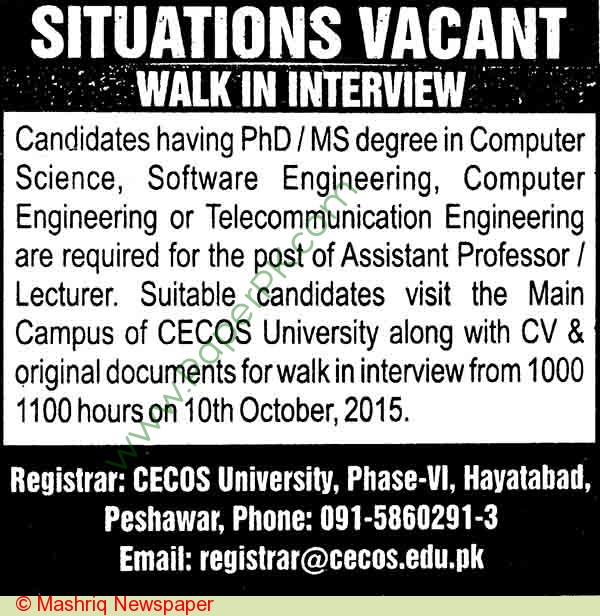 SITUATIONS VACANT
WALK IN INTERVIEW
Candidates having PhD / MS degree in Computer
Science, Software Engineering, Computer
Engineering or Telecommunication Engineering
are required for the post of Assistant Professor /
Lecturer. Suitable candidates visit the Main
Campus of CECOS University along with CV &
original documents for walk in interview from 1000
1100 hours on 10th October, 2015.
Registrar: CECOS University, Phase-VI, Hayatabad,
Peshawar, Phone: 091-5860291-3
Email: registrar@cecos.edu.pk
www.PaperPk.com
© Mashriq Newspaper